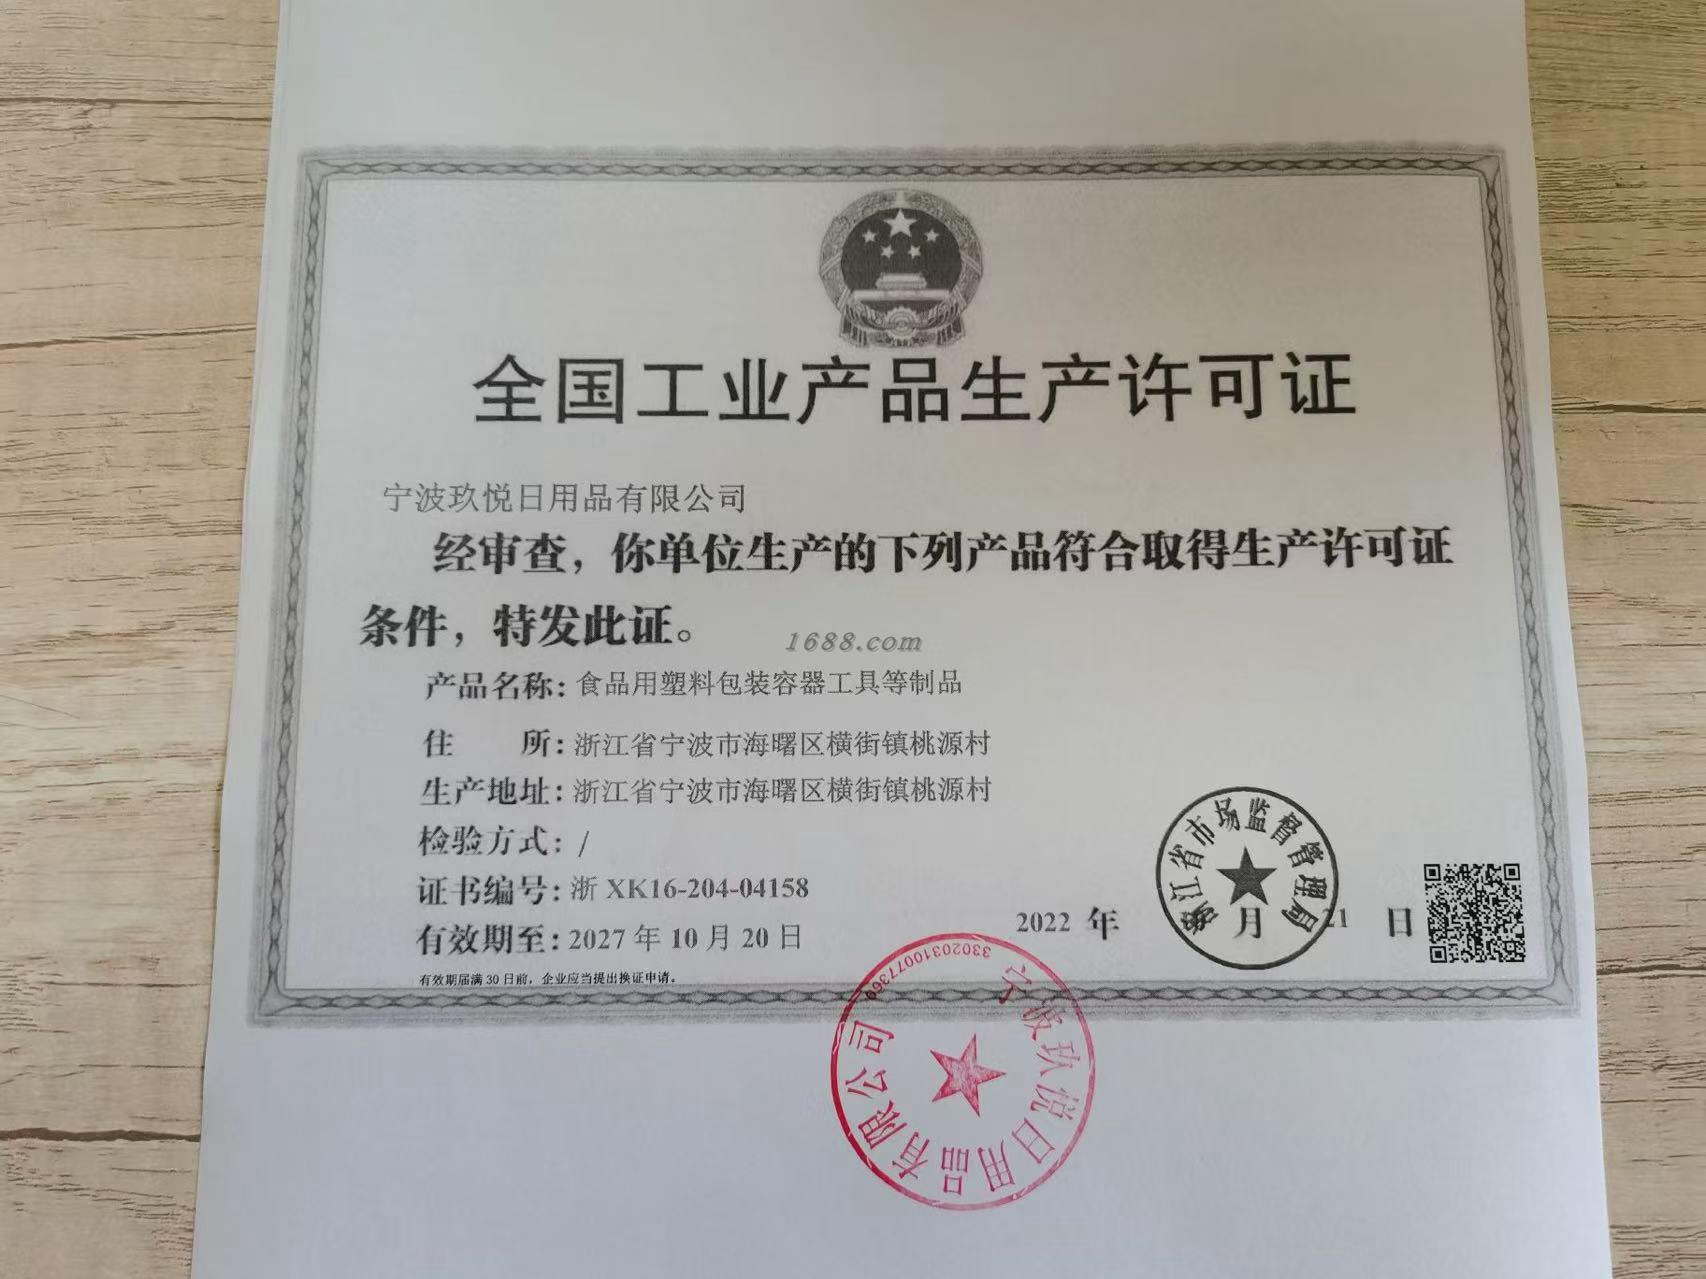 全国工业产品生产许可证
宁波玖悦日用品有限公司
经审查，你单位生产的下列产品符合取得生产许可证
条件，特发此证。
1688.com
产品名称：食品用塑料包装容器工具等制品
住 所：浙江省宁波市海曙区横街镇桃源村
生产地址：浙江省宁波市海曙区横街镇桃源村
检验方式：/
证书编号：浙 XK16-204-04158
有效期至：2027 年 10 月 20 日
2022 年 月 21 日
浙江省市场监督管理局
有效期届满 30 日前，企业应当提出换证申请。
宁波玖悦日用品有限公司